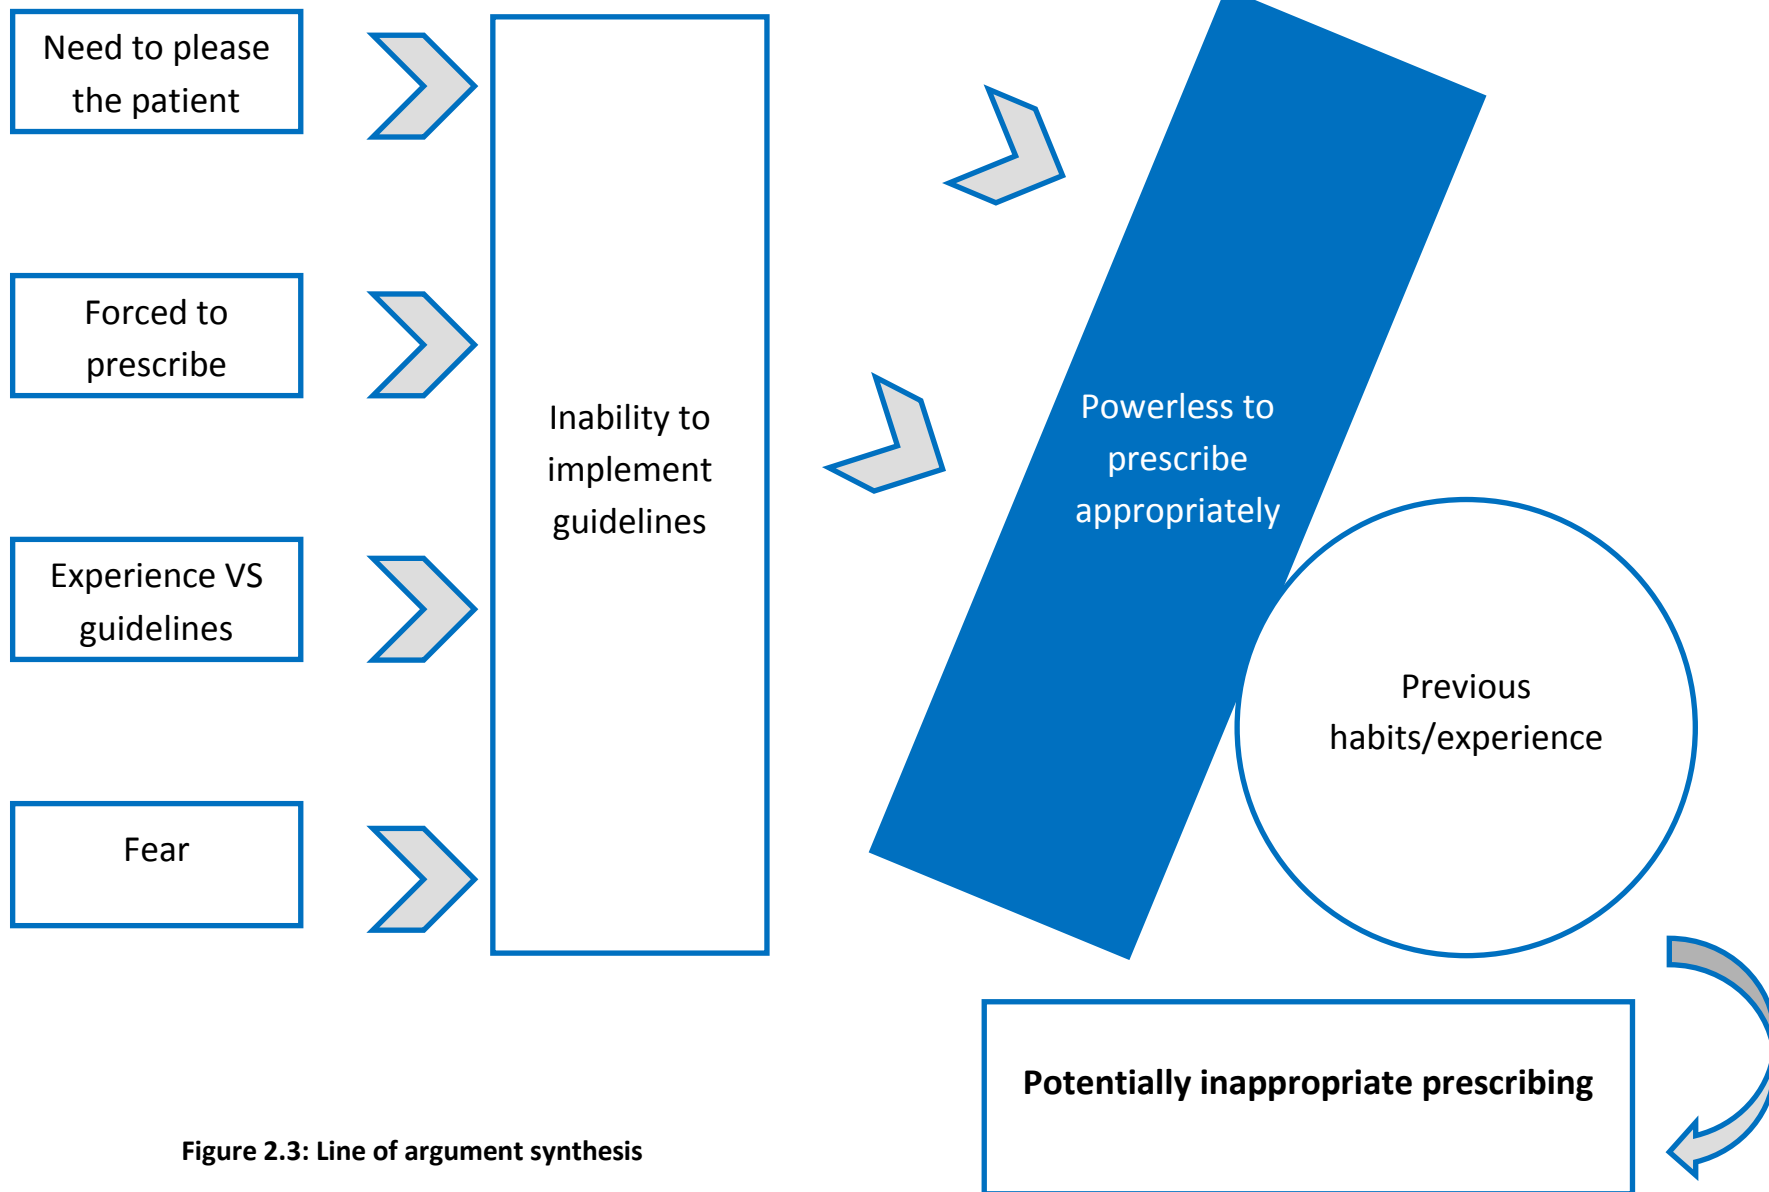 Need to please
the patient
Forced to
prescribe
Experience VS
guidelines
Fear
Inability to
implement
guidelines
Powerless to
prescribe
appropriately
Previous
habits/experience
Potentially inappropriate prescribing
Figure 2.3: Line of argument synthesis